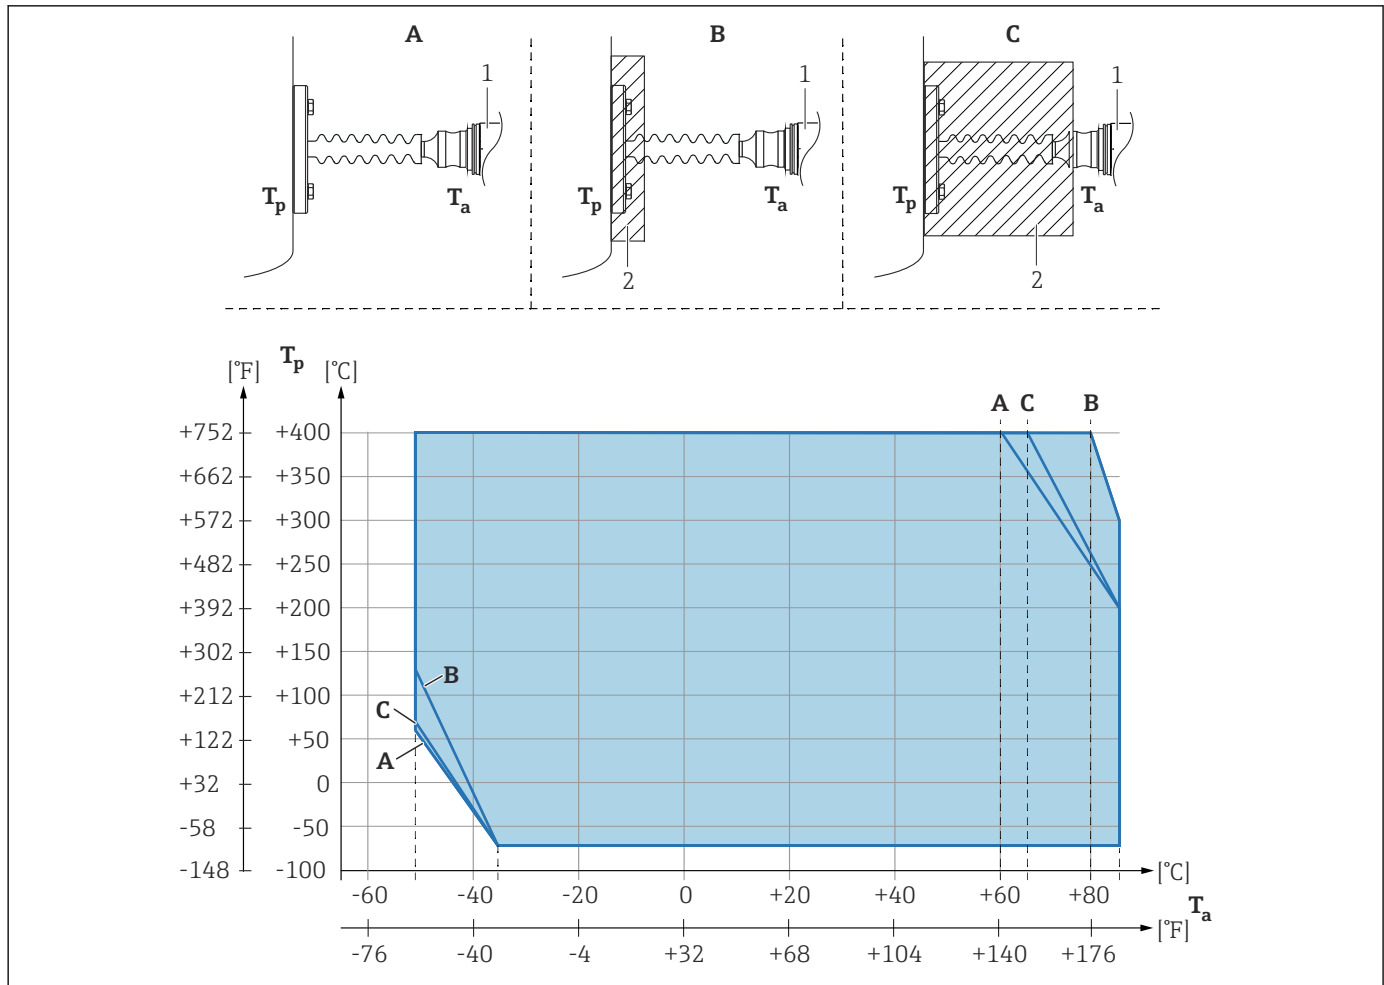 A B C
1 1 1
Tp Ta Tp Ta Tp Ta
2 2
Tp
[°F] [°C]
A C B
+752 +400
+662 +350
+572 +300
+482 +250
+392 +200
+302 +150
B
+212 +100
C
+122 +50
A
+32 0
-58 -50
-148 -100
[°C]
-60 -40 -20 0 +20 +40 +60 +80
Ta
[°F]
-76 -40 -4 +32 +68 +104 +140 +176